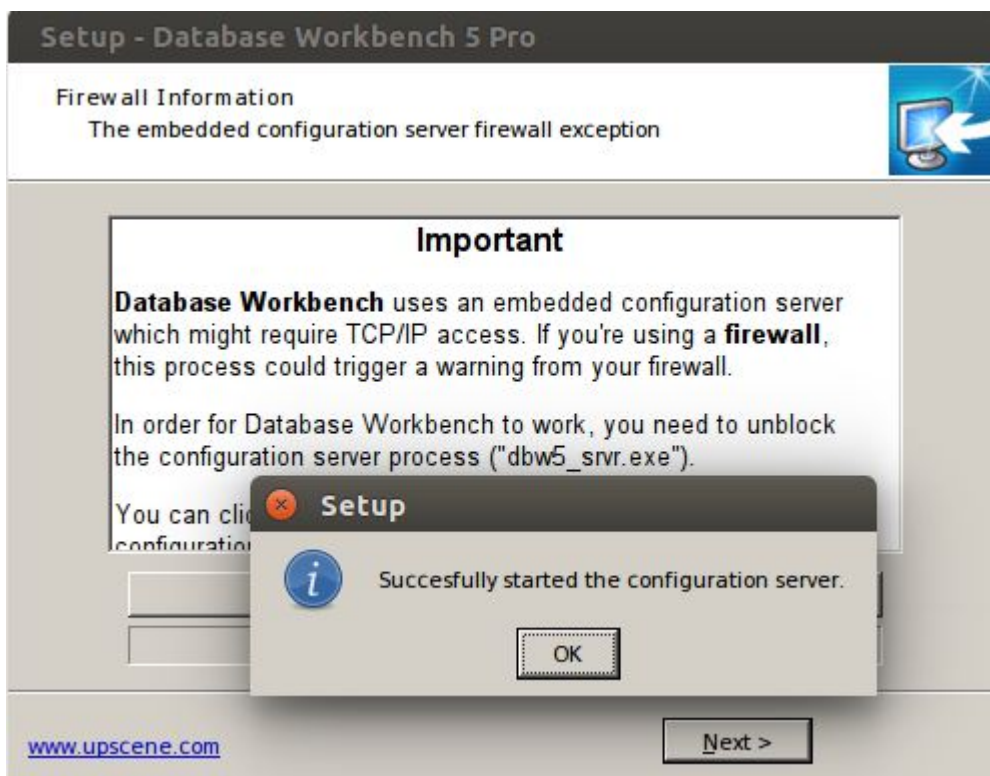 Setup - Database Workbench 5 Pro
Firewall Information
The embedded configuration server firewall exception
Important
Database Workbench uses an embedded configuration server
which might require TCP/IP access. If you're using a firewall,
this process could trigger a warning from your firewall.
In order for Database Workbench to work, you need to unblock
the configuration server process ("dbw5_srvr.exe").
You can
Setup
Succesfully started the configuration server.
OK
www.upscene.com
Next >